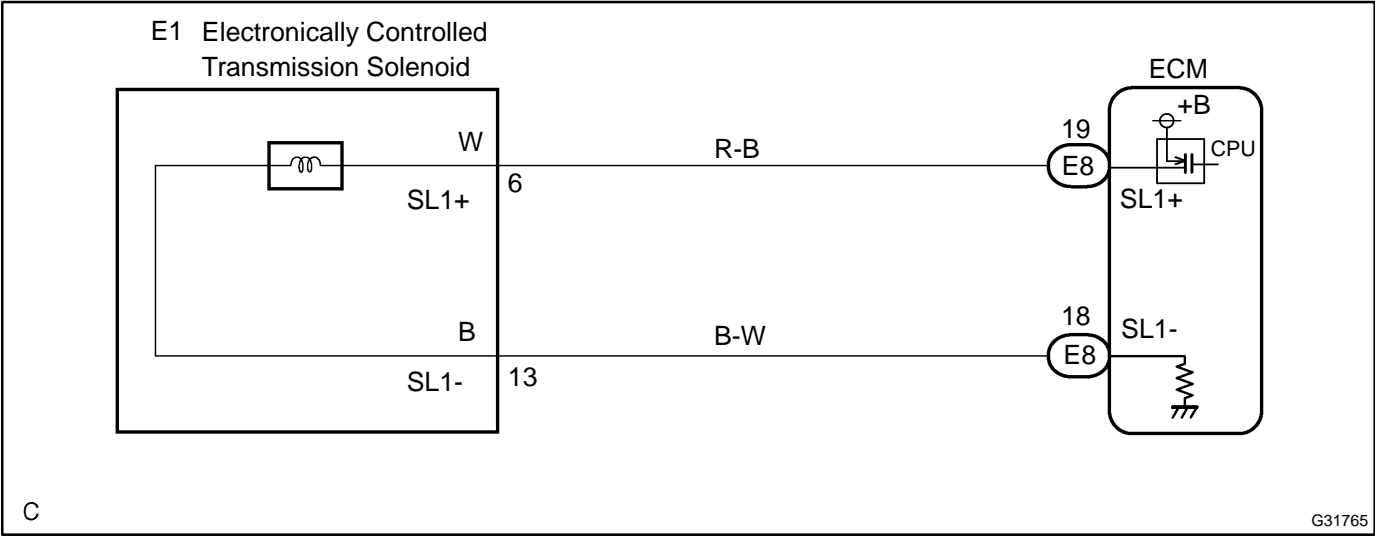 E1 Electronically Controlled
Transmission Solenoid
ECM
+B
CPU
W
R-B
19
E8
6
SL1+
SL1+
B
B-W
18
SL1-
E8
13
SL1-
C
G31765